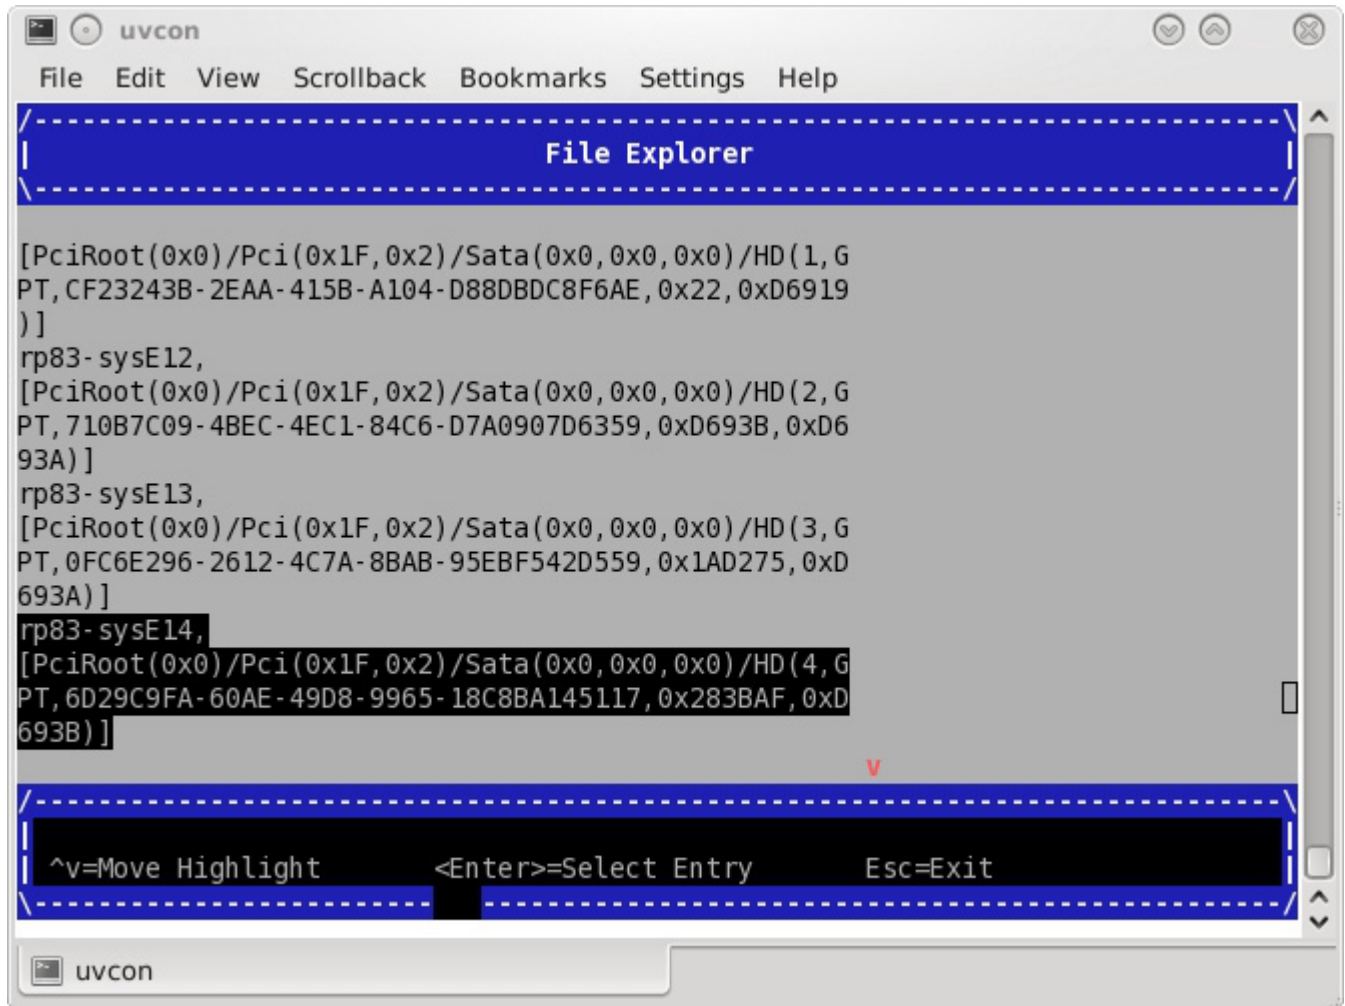 uvcon
File Edit View Scrollback Bookmarks Settings Help
/------------------------------------------------------------------------------\
| File Explorer |
\------------------------------------------------------------------------------/
[PciRoot(0x0)/Pci(0x1F,0x2)/Sata(0x0,0x0,0x0)/HD(1,G
PT,CF23243B-2EAA-415B-A104-D88DBDC8F6AE,0x22,0xD6919
)]
rp83-sysE12,
[PciRoot(0x0)/Pci(0x1F,0x2)/Sata(0x0,0x0,0x0)/HD(2,G
PT,710B7C09-4BEC-4EC1-84C6-D7A0907D6359,0xD693B,0xD6
93A)]
rp83-sysE13,
[PciRoot(0x0)/Pci(0x1F,0x2)/Sata(0x0,0x0,0x0)/HD(3,G
PT,0FC6E296-2612-4C7A-8BAB-95EBF542D559,0x1AD275,0xD
693A)]
rp83-sysE14,
[PciRoot(0x0)/Pci(0x1F,0x2)/Sata(0x0,0x0,0x0)/HD(4,G
PT,6D29C9FA-60AE-49D8-9965-18C8BA145117,0x283BAF,0xD
693B)]
v
/------------------------------------------------------------------------------\
| |
| ^v=Move Highlight <Enter>=Select Entry Esc=Exit |
\------------------------- --------------------------------------------------/
uvcon